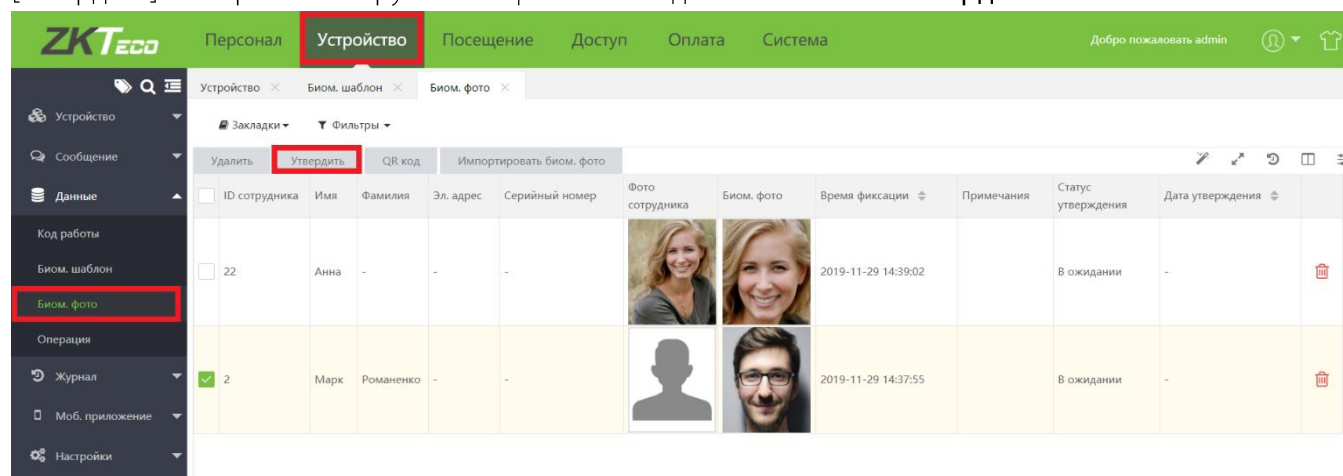 ZKTECO
Персонал Устройство Посещение Доступ Оплата Система Добро пожаловать admin
Устройство × Биом. шаблон × Биом. фото ×
Закладки Фильтры
Удалить Утвердить QR код Импортировать биом. фото
ID сотрудника Имя Фамилия Эл. адрес Серийный номер Фото сотрудника Биом. фото Время фиксации Примечания Статус утверждения Дата утверждения
22 Анна - - - 2019-11-29 14:39:02 В ожидании -
2 Марк Романенко - - 2019-11-29 14:37:55 В ожидании -
Устройство
Сообщение
Данные
Код работы
Биом. шаблон
Биом. фото
Операция
Журнал
Моб. приложение
Настройки